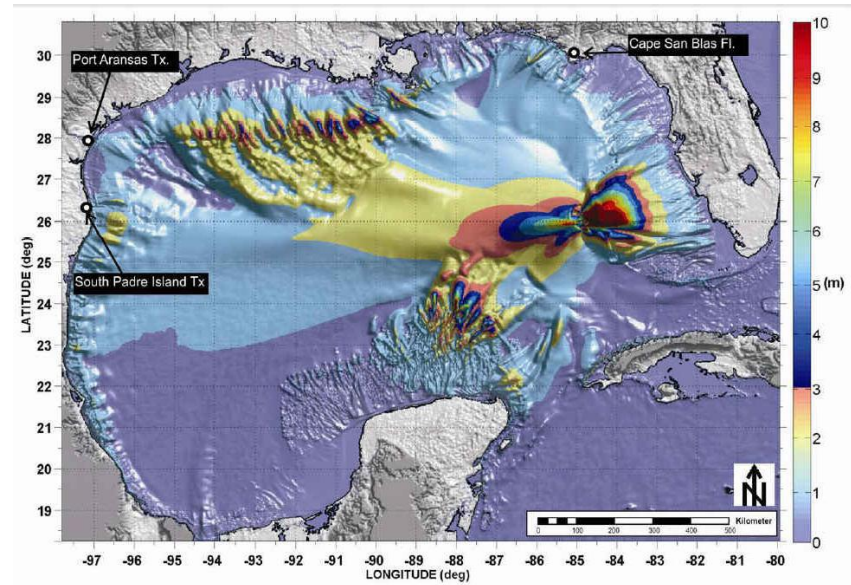 Port Aransas Tx.
Cape San Blas Fl.
South Padre Island Tx
30
29
28
27
26
25
24
23
22
21
20
19
LATITUDE (deg)
-97 -96 -95 -94 -93 -92 -91 -90 -89 -88 -87 -86 -85 -84 -83 -82 -81 -80
LONGITUDE (deg)
N
Kilometer
0 100 200 300 400 500
10
9
8
7
6
5 (m)
4
3
2
1
0